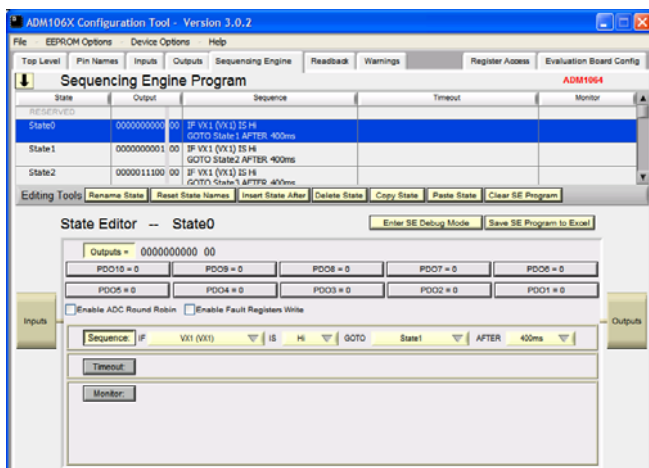 ADM106X Configuration Tool - Version 3.0.2
File EEPROM Options Device Options Help
Top Level Pin Names Inputs Outputs Sequencing Engine Readback Warnings Register Access Evaluation Board Config
Sequencing Engine Program ADM1064
State Output Sequence Timeout Monitor
RESERVED
State0 0000000000 00 IF VX1 (VX1) IS Hi
GOTO State1 AFTER 400ms
State1 0000000001 00 IF VX1 (VX1) IS Hi
GOTO State2 AFTER 400ms
State2 0000011100 00 IF VX1 (VX1) IS Hi
GOTO State3 AFTER 400ms
Editing Tools Rename State Reset State Names Insert State After Delete State Copy State Paste State Clear SE Program
State Editor -- State0 Enter SE Debug Mode Save SE Program to Excel
Outputs = 0000000000 00
PDO10 = 0 PDO9 = 0 PDO8 = 0 PDO7 = 0 PDO6 = 0
PDO5 = 0 PDO4 = 0 PDO3 = 0 PDO2 = 0 PDO1 = 0
Enable ADC Round Robin Enable Fault Registers Write
Inputs Outputs
Sequence: IF VX1 (VX1) IS Hi GOTO State1 AFTER 400ms
Timeout:
Monitor: